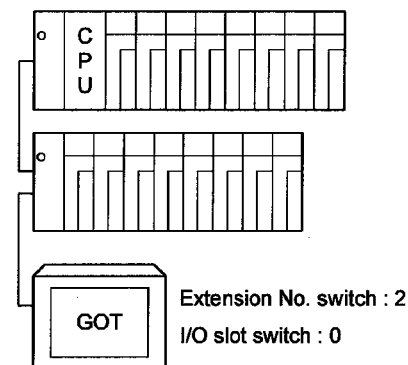 C
P
U
GOT
Extension No. switch : 2
I/O slot switch : 0